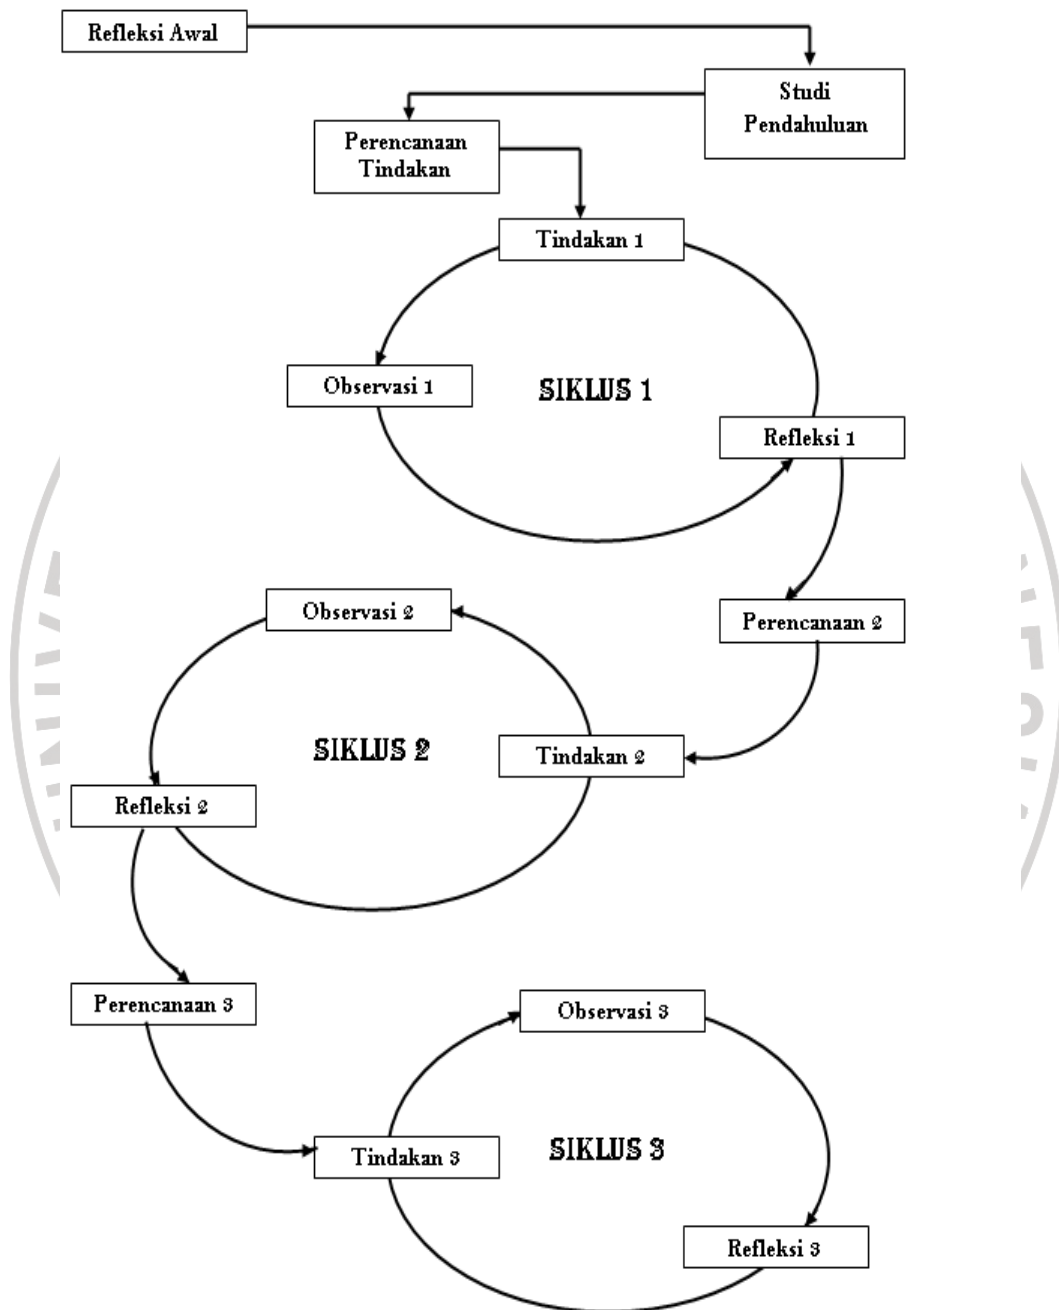 Refleksi Awal
Studi
Pendahuluan
Perencanaan
Tindakan
Tindakan 1
Observasi 1
SIKLUS 1
Refleksi 1
Observasi 2
Perencanaan 2
SIKLUS 2
Tindakan 2
Refleksi 2
Perencanaan 3
Observasi 3
Tindakan 3
SIKLUS 3
Refleksi 3